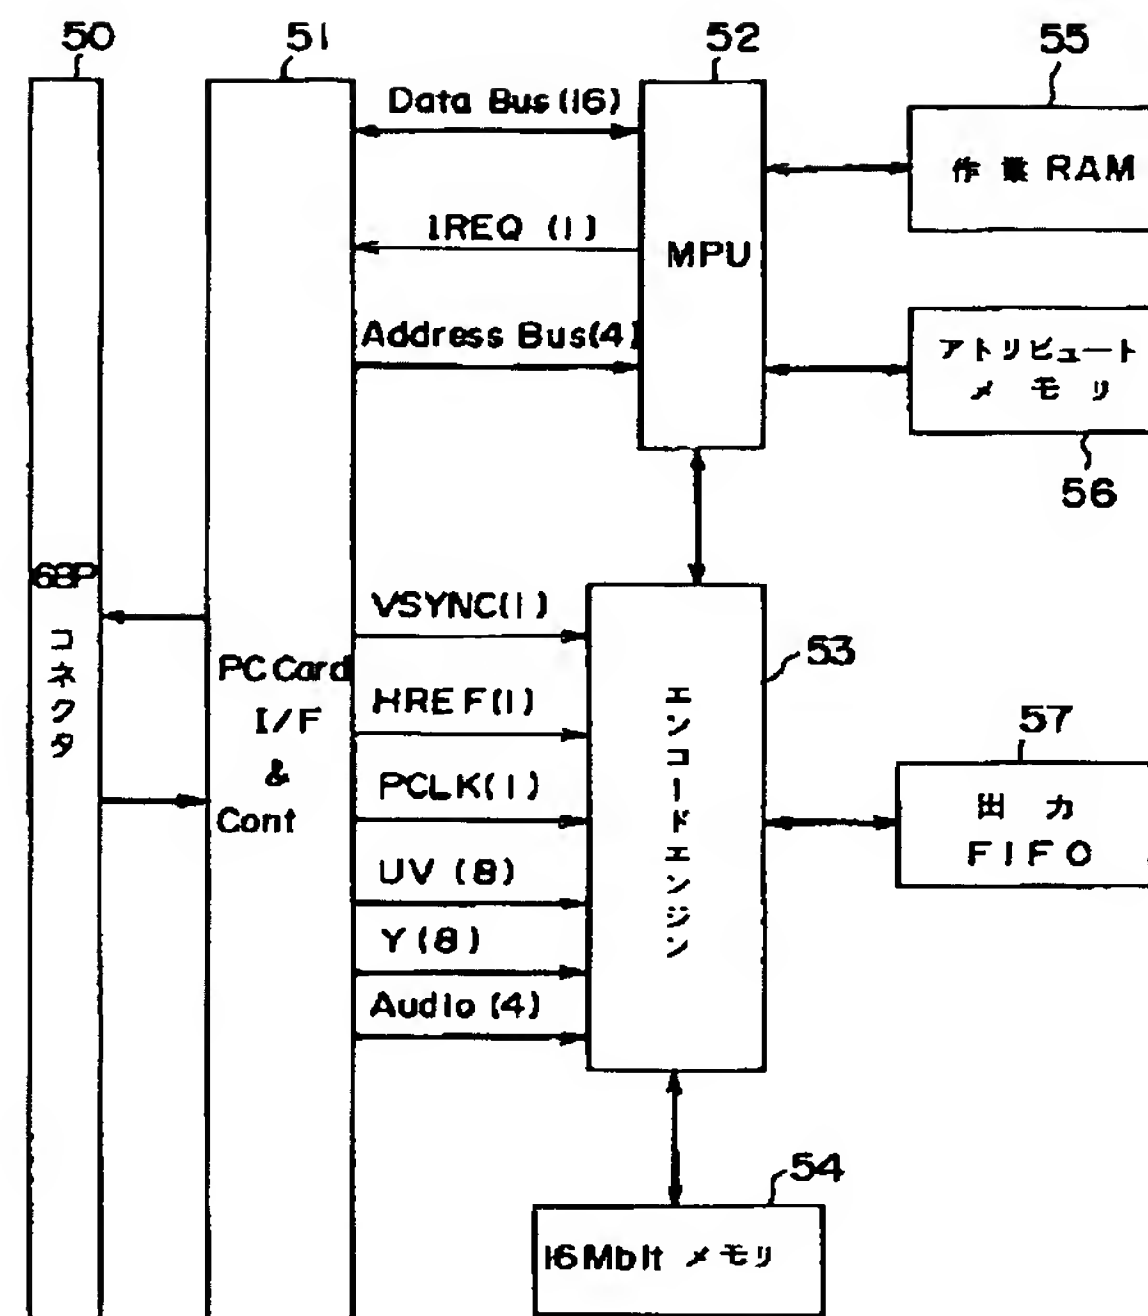 50
51
52
55
Data Bus (16)
作業 RAM
IREQ (1)
MPU
Address Bus(4)
アトリビュート
メモリ
56
68P
コネクタ
VSYNC(1)
53
PC Card
I/F
&
Cont
HREF(1)
エンコードエンジン
57
PCLK(1)
出力
FIFO
UV (8)
Y (8)
Audio (4)
54
16Mbit メモリ